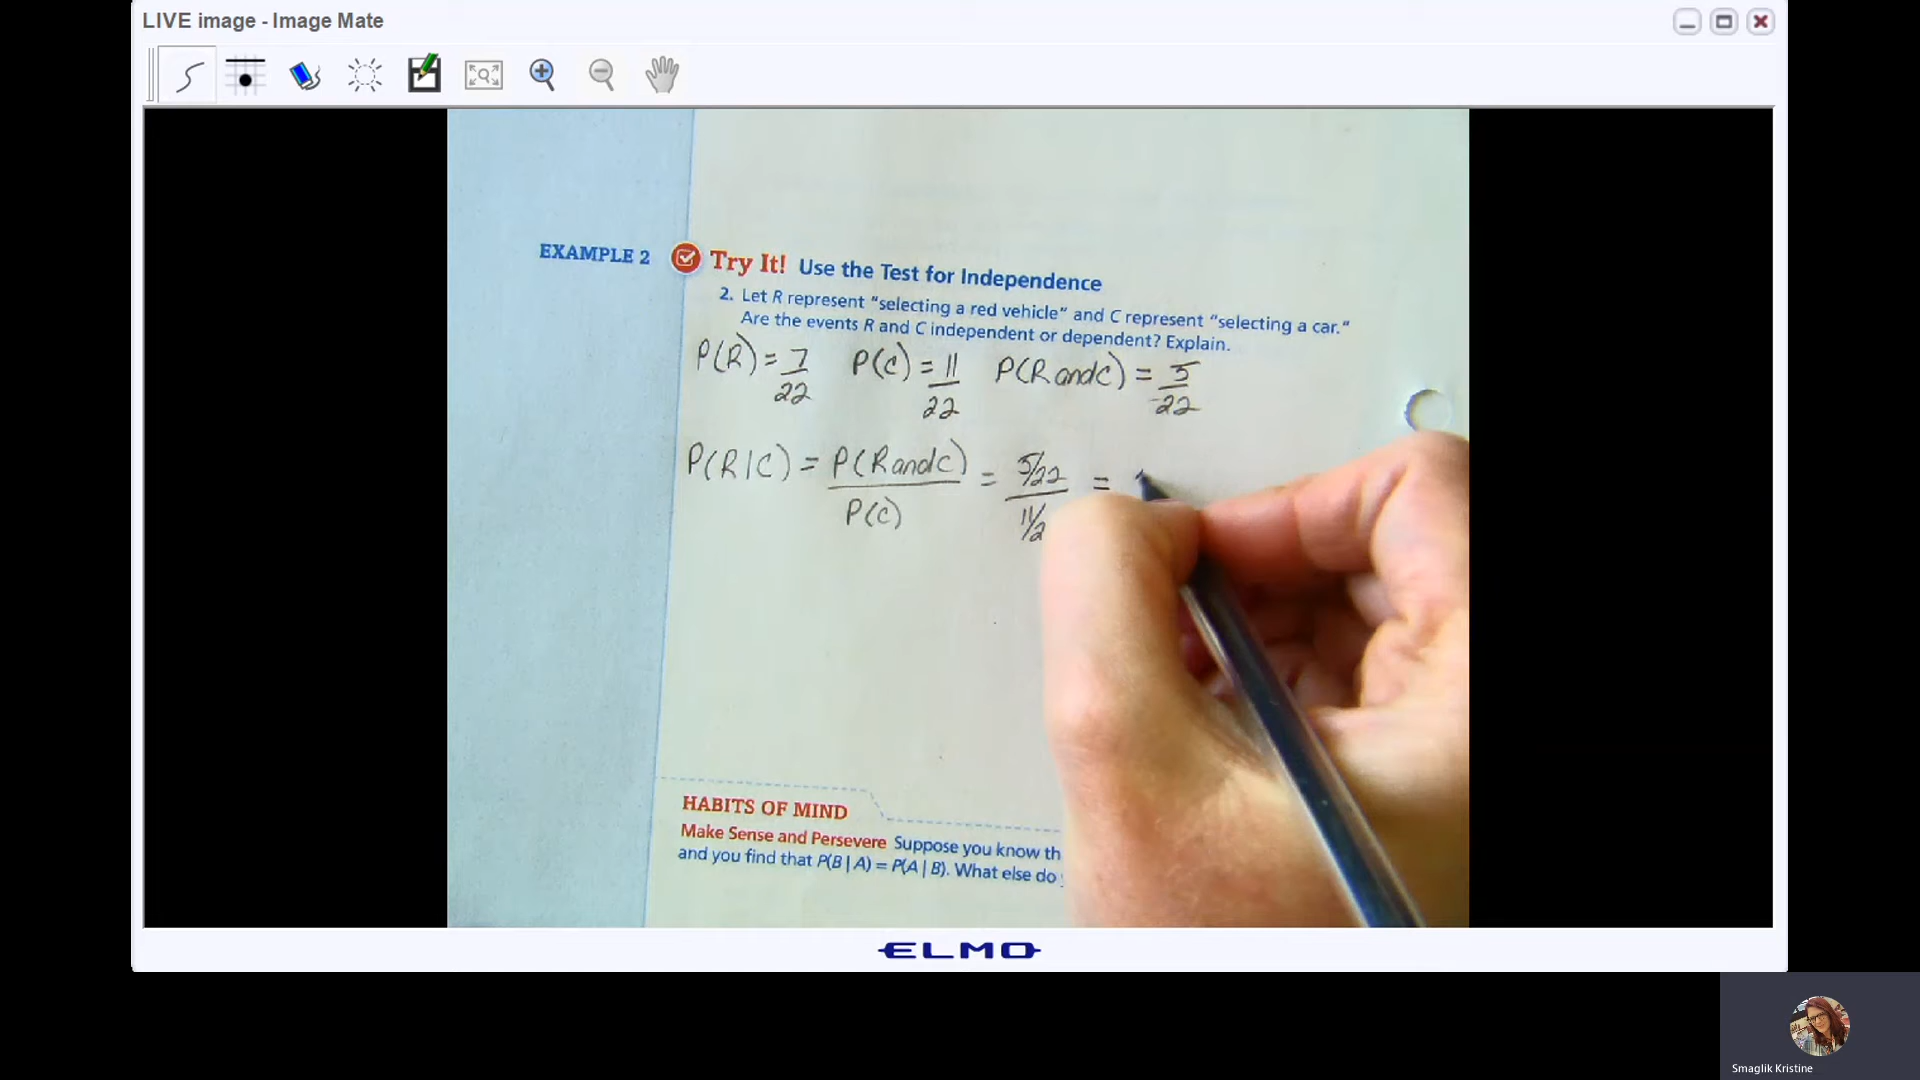 LIVE image - Image Mate
EXAMPLE 2 Try It! Use the Test for Independence
2. Let R represent "selecting a red vehicle" and C represent "selecting a car."
Are the events R and C independent or dependent? Explain.
P(R) = 7/22 P(C) = 11/22 P(R and C) = 5/22
P(R|C) = P(R and C)/P(C) = 5/22 / 11/2 =
HABITS OF MIND
Make Sense and Persevere Suppose you know th
and you find that P(B | A) = P(A | B). What else do
ELMO
Smaglik Kristine